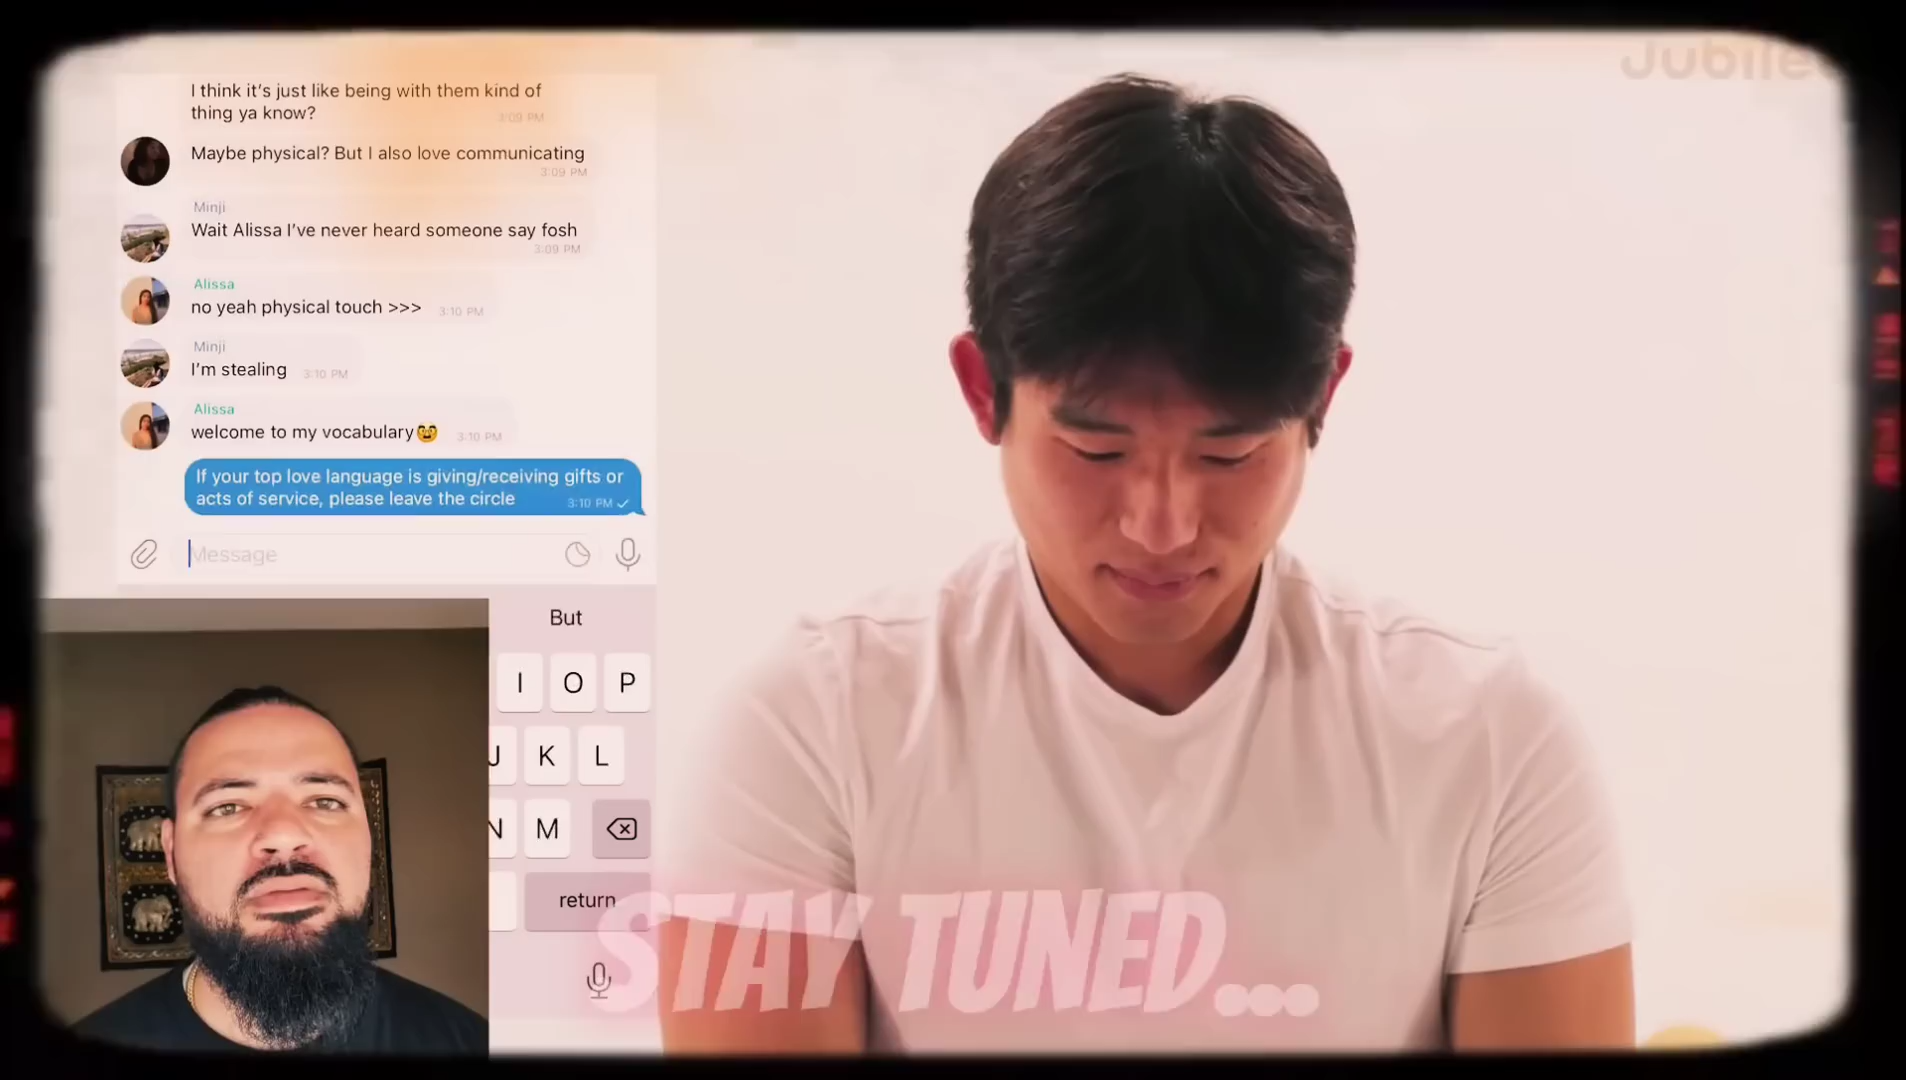 Jubilee
I think it's just like being with them kind of
thing ya know?
3:09 PM
Maybe physical? But I also love communicating
3:09 PM
Minji
Wait Alissa I've never heard someone say fosh
3:09 PM
Alissa
no yeah physical touch >>> 3:10 PM
Minji
I'm stealing 3:10 PM
Alissa
welcome to my vocabulary 3:10 PM
If your top love language is giving/receiving gifts or
acts of service, please leave the circle 3:10 PM
Message
But
I O P
J K L
N M
return
STAY TUNED...